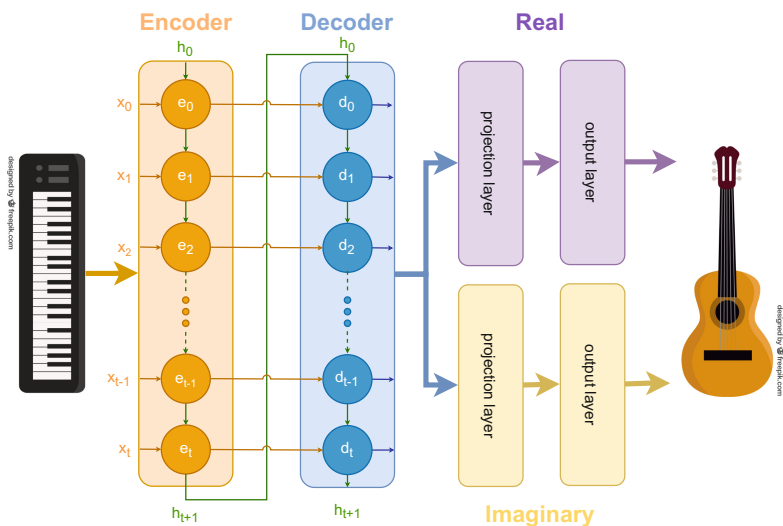 Encoder
Decoder
Real
h0
h0
x0
e0
d0
x1
e1
d1
x2
e2
d2
xt-1
et-1
dt-1
xt
et
dt
ht+1
ht+1
projection layer
output layer
projection layer
output layer
Imaginary
designed by freepik.com
designed by freepik.com